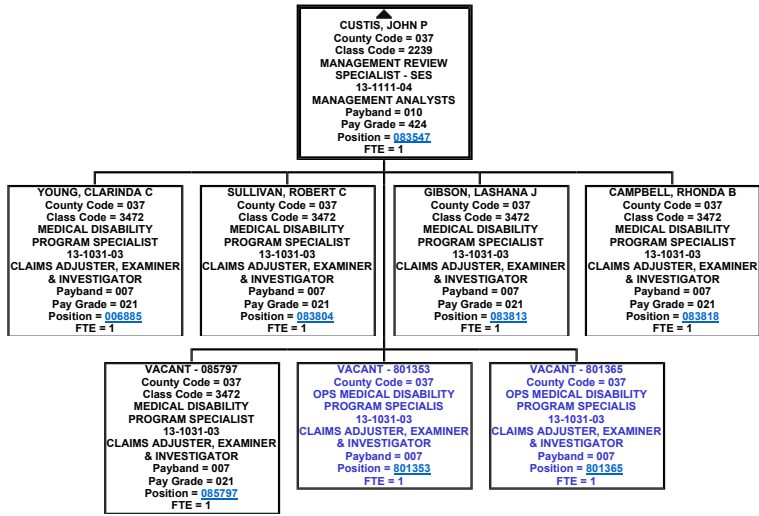 CUSTIS, JOHN P
County Code = 037
Class Code = 2239
MANAGEMENT REVIEW
SPECIALIST - SES
13-1111-04
MANAGEMENT ANALYSTS
Payband = 010
Pay Grade = 424
Position = 083547
FTE = 1
YOUNG, CLARINDA C
County Code = 037
Class Code = 3472
MEDICAL DISABILITY
PROGRAM SPECIALIST
13-1031-03
CLAIMS ADJUSTER, EXAMINER
& INVESTIGATOR
Payband = 007
Pay Grade = 021
Position = 006885
FTE = 1
SULLIVAN, ROBERT C
County Code = 037
Class Code = 3472
MEDICAL DISABILITY
PROGRAM SPECIALIST
13-1031-03
CLAIMS ADJUSTER, EXAMINER
& INVESTIGATOR
Payband = 007
Pay Grade = 021
Position = 083804
FTE = 1
GIBSON, LASHANA J
County Code = 037
Class Code = 3472
MEDICAL DISABILITY
PROGRAM SPECIALIST
13-1031-03
CLAIMS ADJUSTER, EXAMINER
& INVESTIGATOR
Payband = 007
Pay Grade = 021
Position = 083813
FTE = 1
CAMPBELL, RHONDA B
County Code = 037
Class Code = 3472
MEDICAL DISABILITY
PROGRAM SPECIALIST
13-1031-03
CLAIMS ADJUSTER, EXAMINER
& INVESTIGATOR
Payband = 007
Pay Grade = 021
Position = 083818
FTE = 1
VACANT - 085797
County Code = 037
Class Code = 3472
MEDICAL DISABILITY
PROGRAM SPECIALIST
13-1031-03
CLAIMS ADJUSTER, EXAMINER
& INVESTIGATOR
Payband = 007
Pay Grade = 021
Position = 085797
FTE = 1
VACANT - 801353
County Code = 037
OPS MEDICAL DISABILITY
PROGRAM SPECIALIS
13-1031-03
CLAIMS ADJUSTER, EXAMINER
& INVESTIGATOR
Payband = 007
Position = 801353
FTE = 1
VACANT - 801365
County Code = 037
OPS MEDICAL DISABILITY
PROGRAM SPECIALIS
13-1031-03
CLAIMS ADJUSTER, EXAMINER
& INVESTIGATOR
Payband = 007
Position = 801365
FTE = 1